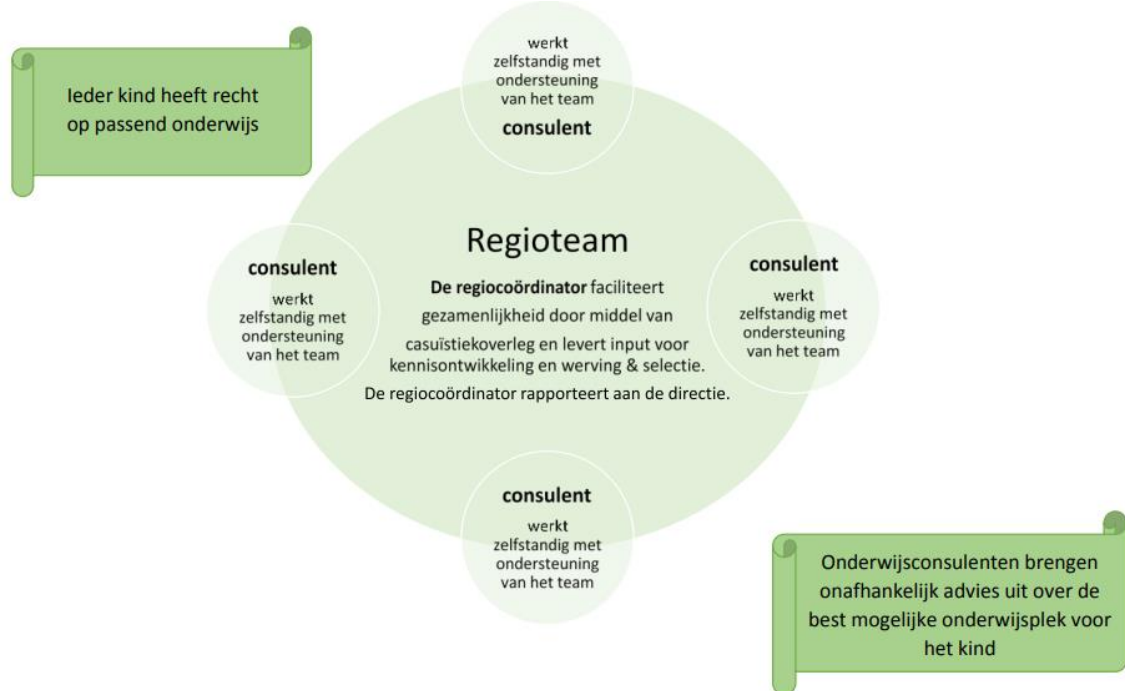 Ieder kind heeft recht
op passend onderwijs
werkt
zelfstandig met
ondersteuning
van het team
consulent
Regioteam
De regiocoördinator faciliteert
gezamenlijkheid door middel van
casuïstiekoverleg en levert input voor
kennisontwikkeling en werving & selectie.
De regiocoördinator rapporteert aan de directie.
consulent
werkt
zelfstandig met
ondersteuning
van het team
consulent
werkt
zelfstandig met
ondersteuning
van het team
consulent
werkt
zelfstandig met
ondersteuning
van het team
Onderwijsconsulenten brengen
onafhankelijk advies uit over de
best mogelijke onderwijsplek voor
het kind